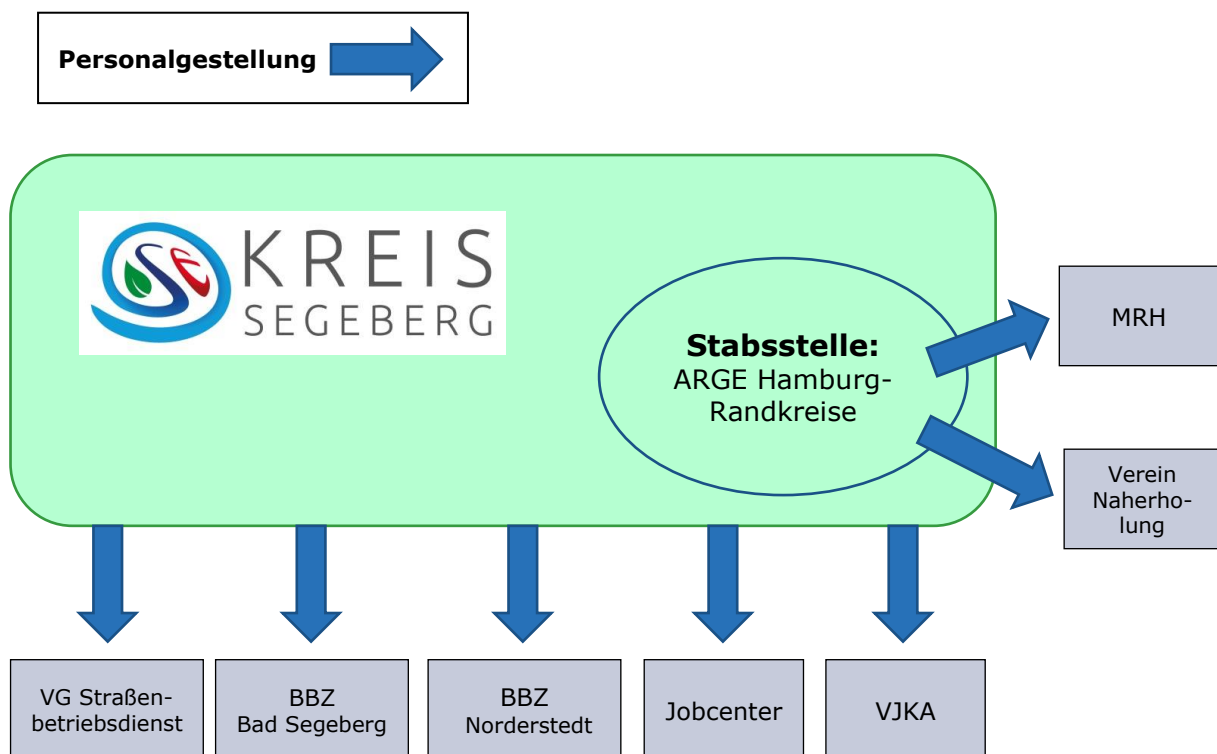 Personalgestellung
KREIS
SEGEBERG
Stabsstelle:
ARGE Hamburg-
Randkreise
MRH
Verein
Naherho-
lung
VG Straßen-
betriebsdienst
BBZ
Bad Segeberg
BBZ
Norderstedt
Jobcenter
VJKA